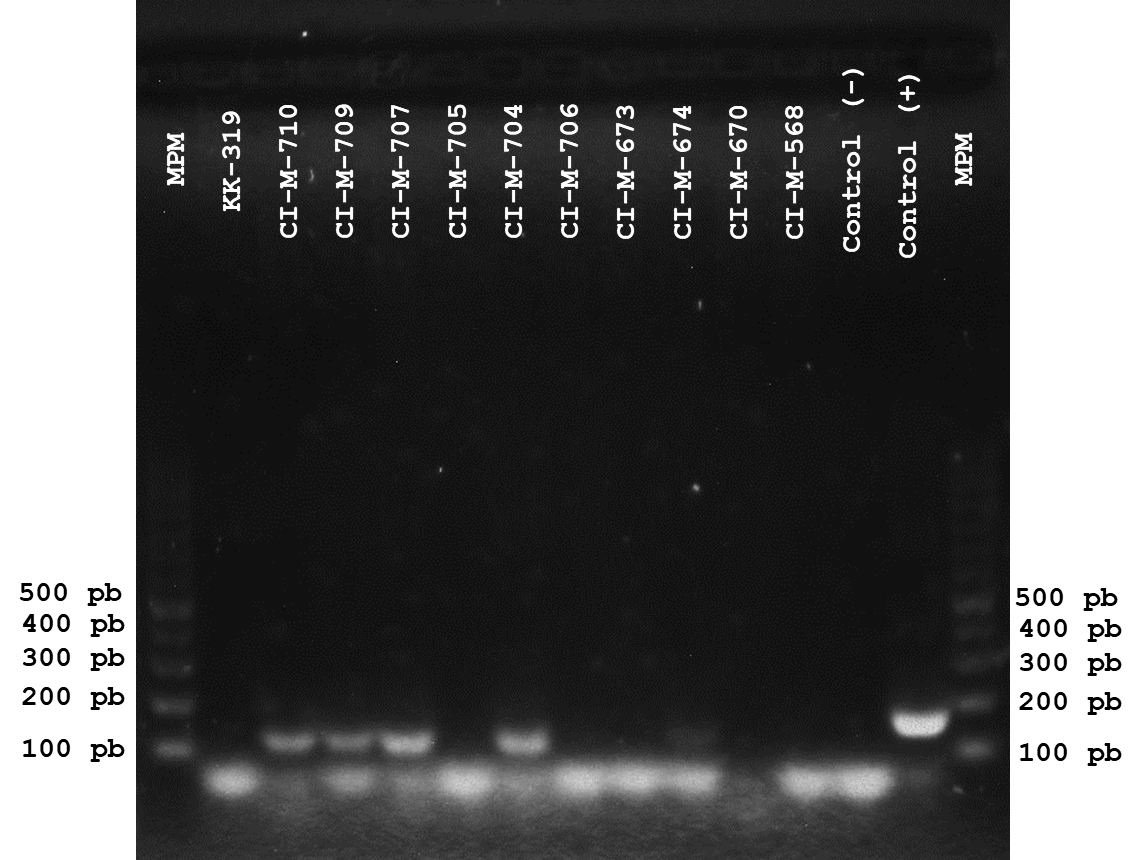 MPM
KK-319
CI-M-710
CI-M-709
CI-M-707
CI-M-705
CI-M-704
CI-M-706
CI-M-673
CI-M-674
CI-M-670
CI-M-568
Control (-)
Control (+)
MPM
500 pb
400 pb
300 pb
200 pb
100 pb
500 pb
400 pb
300 pb
200 pb
100 pb